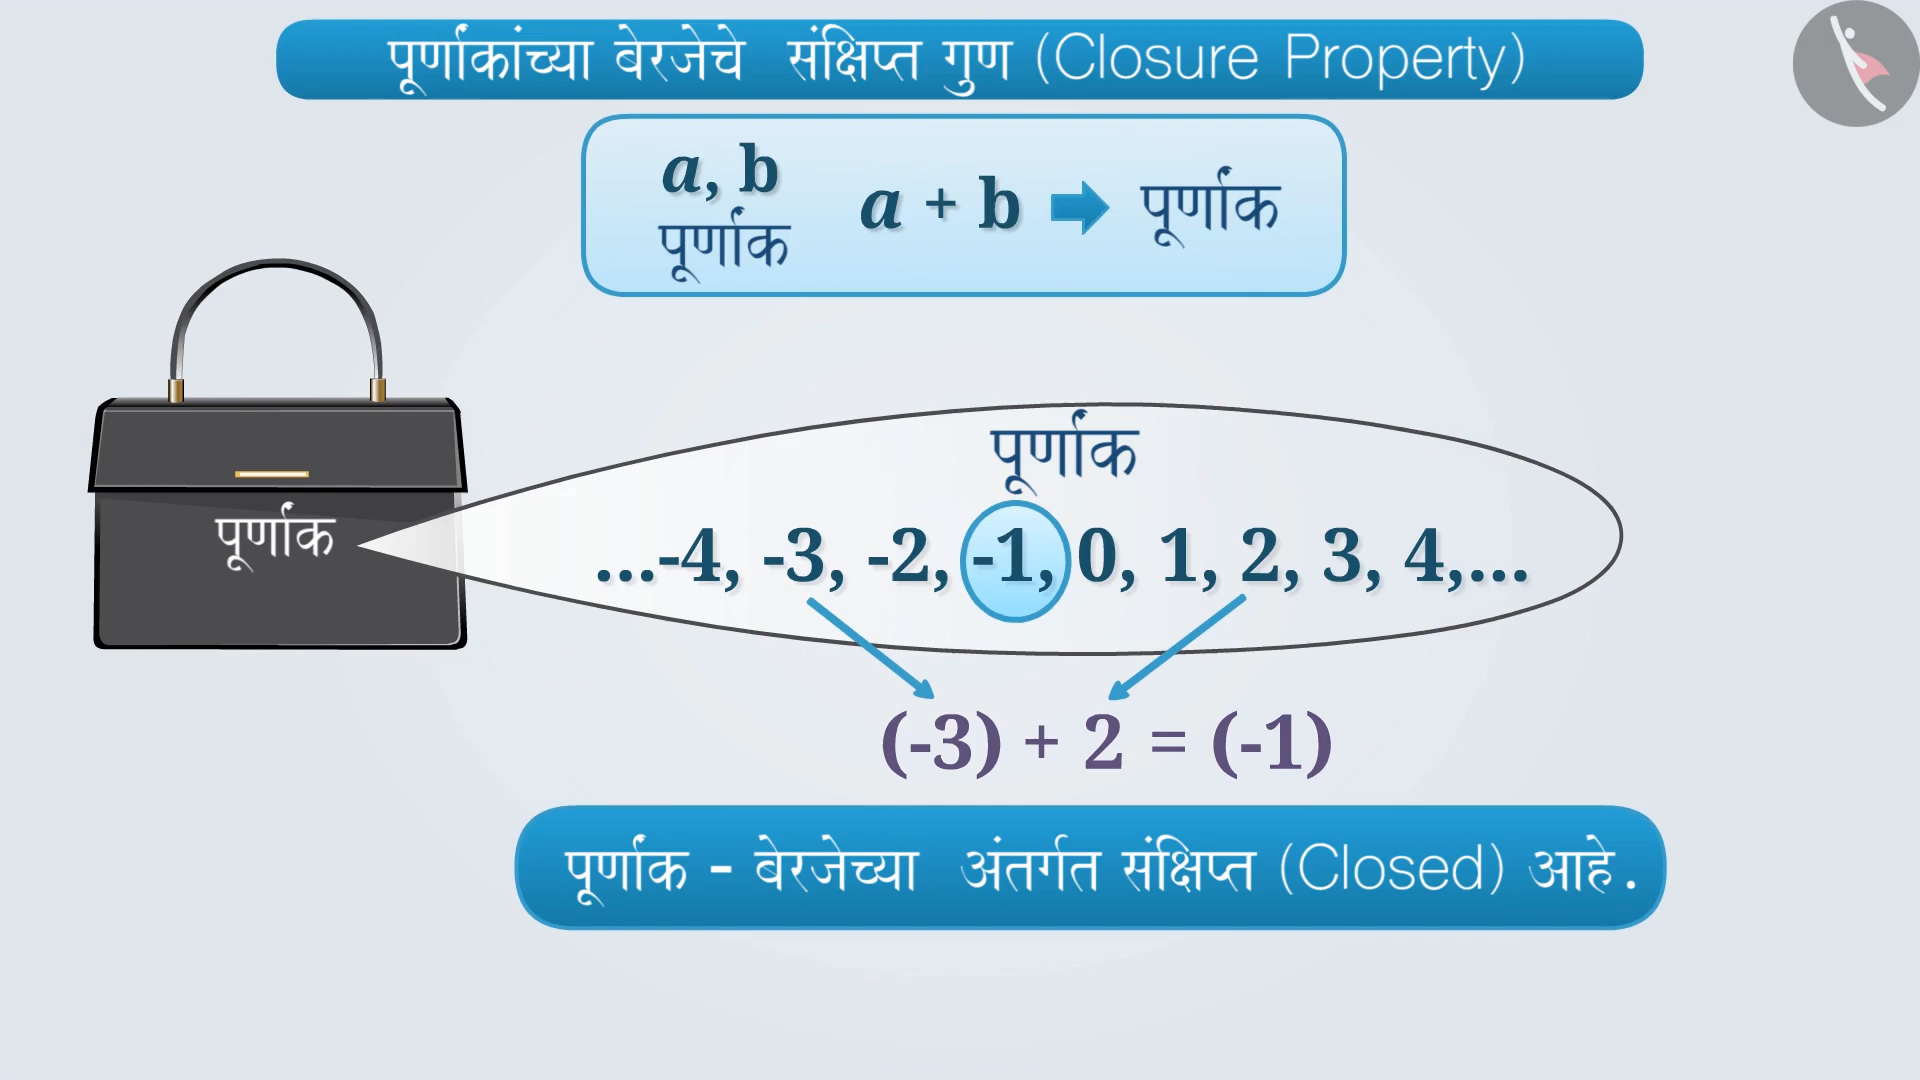 पूर्णांकांच्या बेरजेचे संक्षिप्त गुण (Closure Property)
a, b
पूर्णांक
a + b
पूर्णांक
पूर्णांक
पूर्णांक
...-4, -3, -2, -1, 0, 1, 2, 3, 4,...
(-3) + 2 = (-1)
पूर्णांक - बेरजेच्या अंतर्गत संक्षिप्त (Closed) आहे.